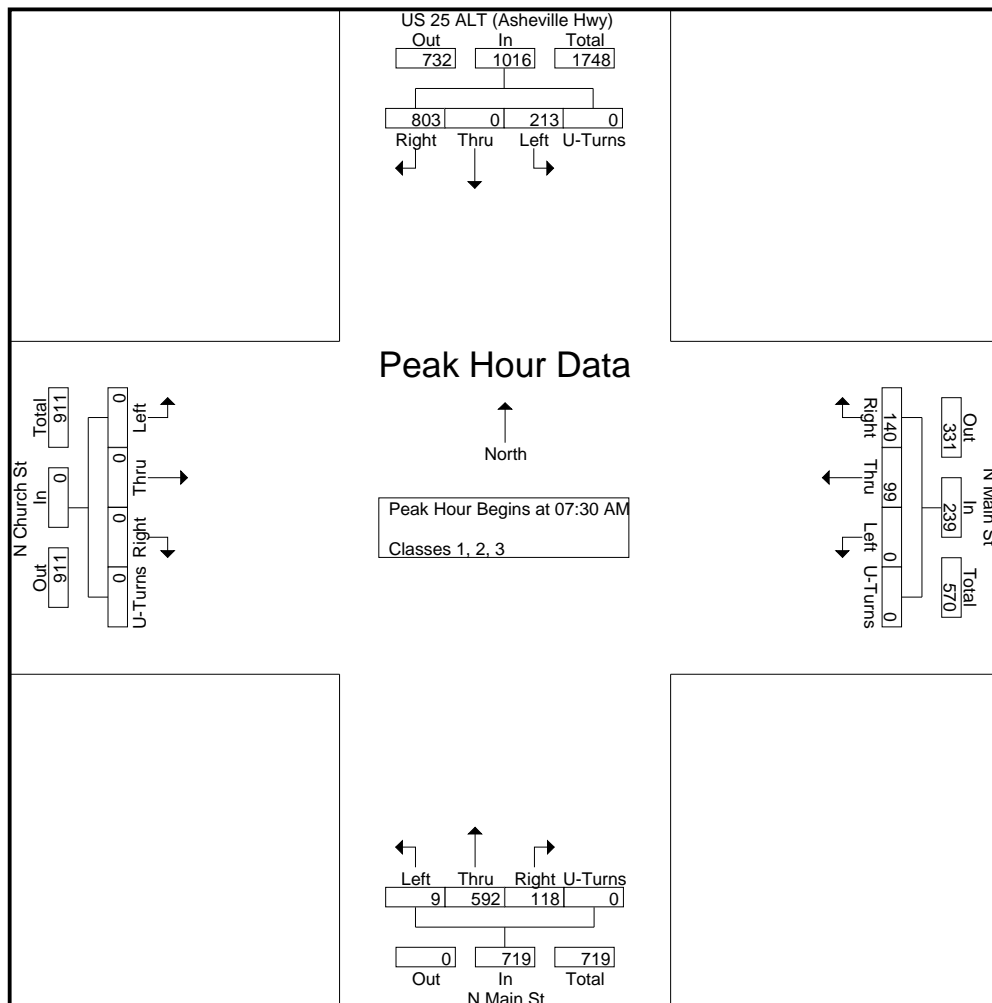 US 25 ALT (Asheville Hwy)
Out In Total
732 1016 1748
803 0 213 0
Right Thru Left U-Turns
Peak Hour Data
North
Peak Hour Begins at 07:30 AM
Classes 1, 2, 3
N Church St
Out In Total
911 0 911
0 0 0 0
Left Thru Right U-Turns
N Main St
Out In Total
331 239 570
140 99 0 0
Right Thru Left U-Turns
Left Thru Right U-Turns
9 592 118 0
0 719 719
Out In Total
N Main St